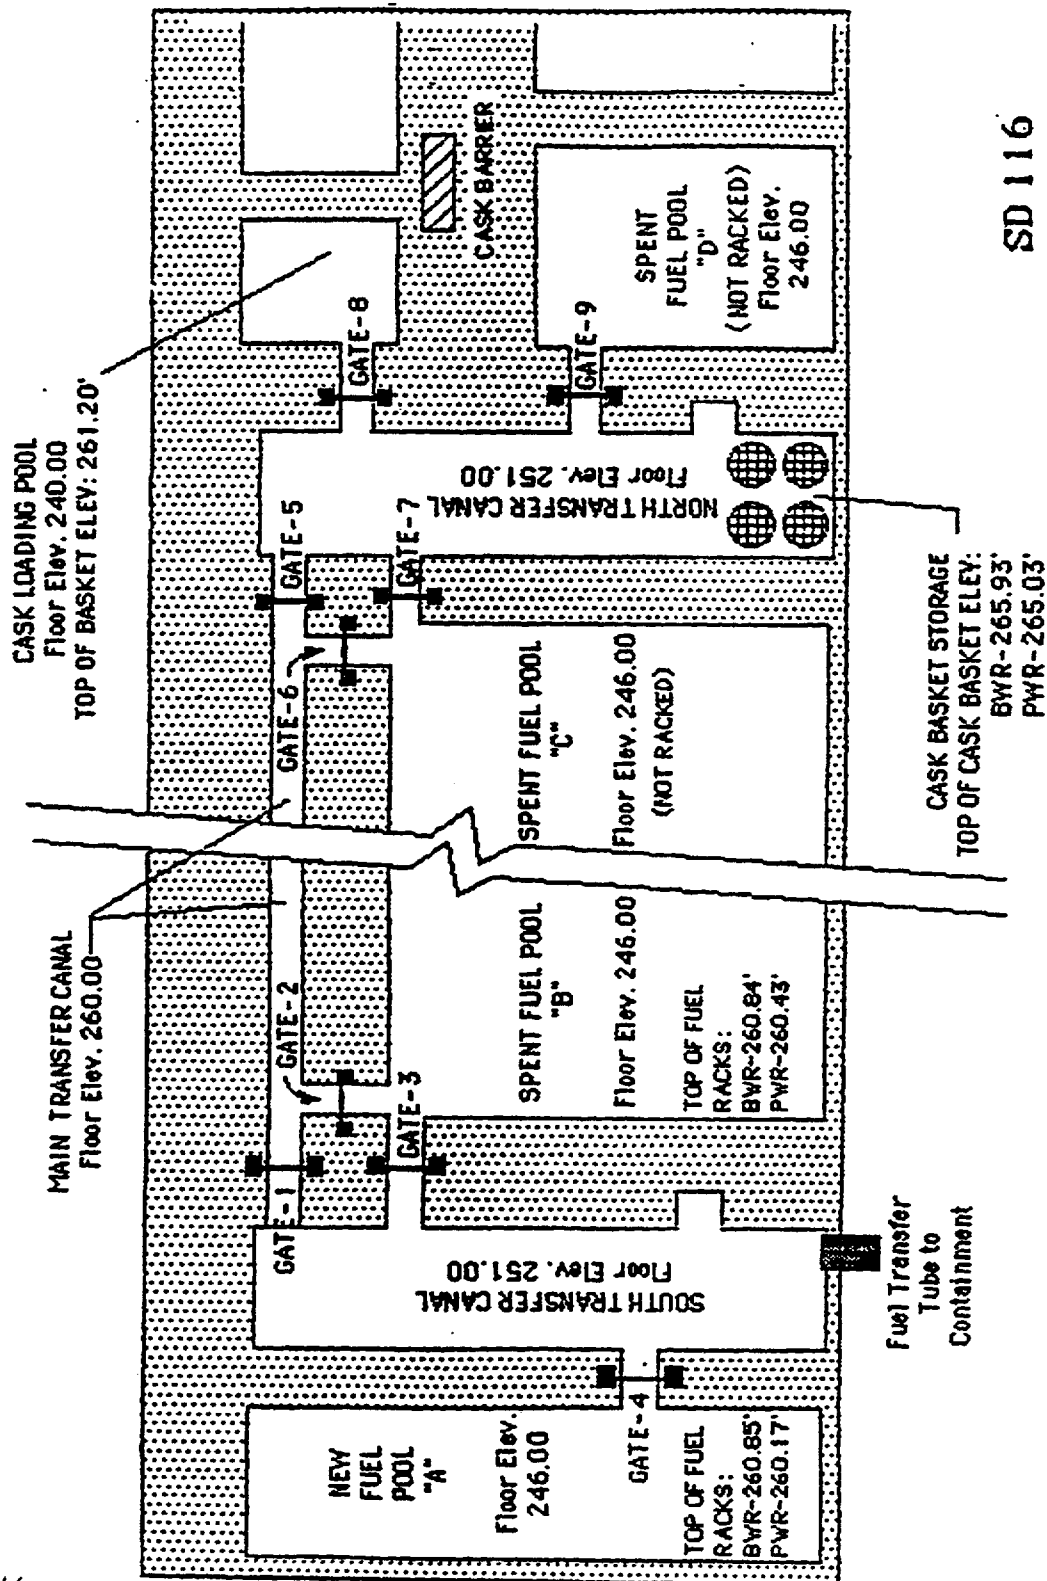 CASK LOADING POOL
Floor Elev. 240.00
TOP OF BASKET ELEV: 261.20'
MAIN TRANSFER CANAL
Floor Elev. 260.00
GATE-1
GATE-2
GATE-3
GATE-4
GATE-5
GATE-6
GATE-7
GATE-8
GATE-9
CASK BARRIER
NEW
FUEL
POOL
"A"
Floor Elev.
246.00
TOP OF FUEL
RACKS:
BWR-260.85'
PWR-260.17'
SOUTH TRANSFER CANAL
Floor Elev. 251.00
SPENT FUEL POOL
"B"
Floor Elev. 246.00
TOP OF FUEL
RACKS:
BWR-260.84'
PWR-260.43'
SPENT FUEL POOL
"C"
Floor Elev. 246.00
(NOT RACKED)
NORTH TRANSFER CANAL
Floor Elev. 251.00
SPENT
FUEL POOL
"D"
(NOT RACKED)
Floor Elev.
246.00
Fuel Transfer
Tube to
Containment
CASK BASKET STORAGE
TOP OF CASK BASKET ELEV:
BWR-265.93'
PWR-265.03'
SD 116